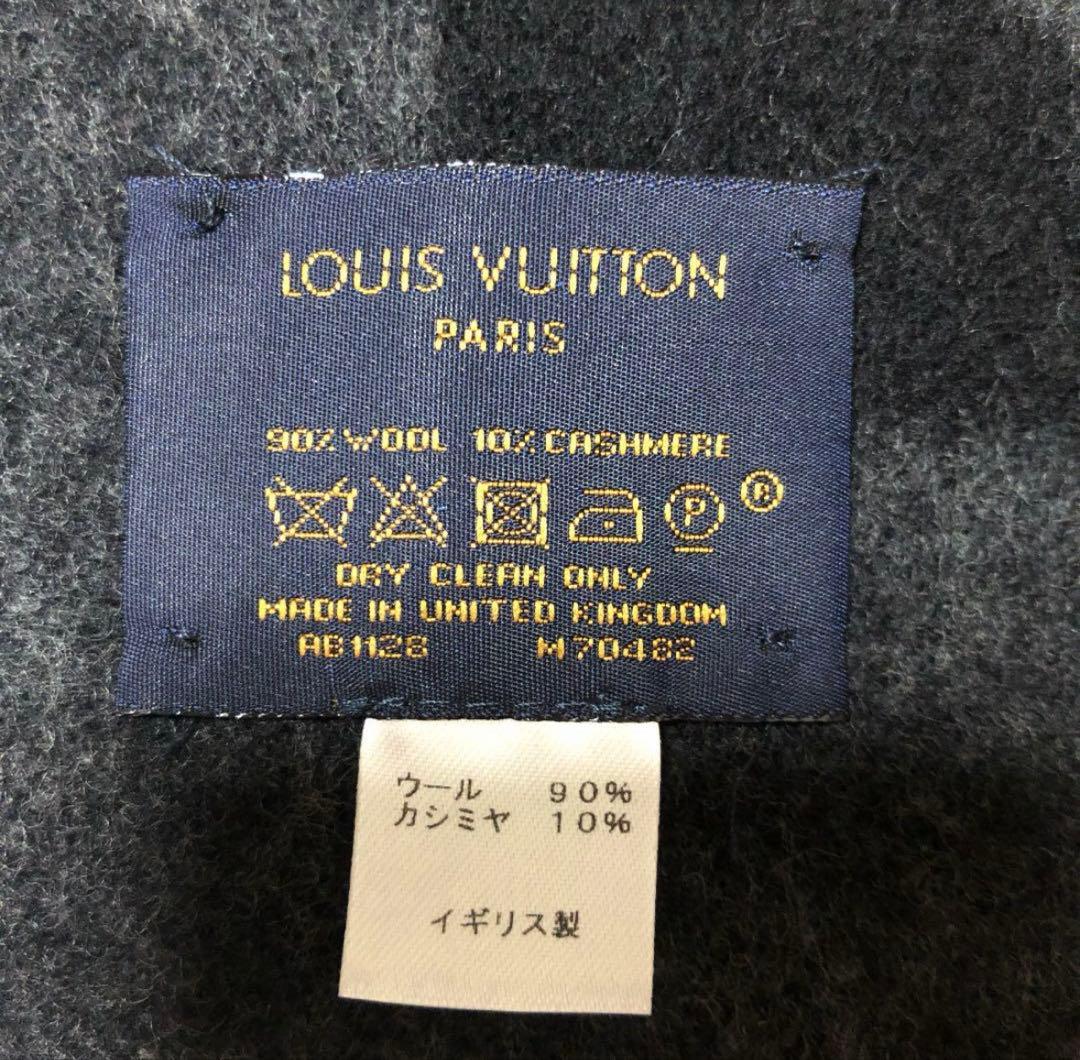 LOUIS VUITTON
PARIS
90% WOOL 10% CASHMERE
P ®
DRY CLEAN ONLY
MADE IN UNITED KINGDOM
AB1128 M70482
ウール 90%
カシミヤ 10%
イギリス製